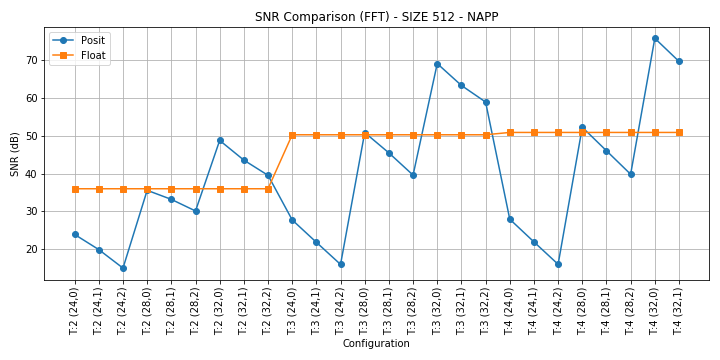 SNR Comparison (FFT) - SIZE 512 - NAPP
Posit
Float
SNR (dB)
70
60
50
40
30
20
T:2 (24,0)
T:2 (24,1)
T:2 (24,2)
T:2 (28,0)
T:2 (28,1)
T:2 (28,2)
T:2 (32,0)
T:2 (32,1)
T:2 (32,2)
T:3 (24,0)
T:3 (24,1)
T:3 (24,2)
T:3 (28,0)
T:3 (28,1)
T:3 (28,2)
T:3 (32,0)
T:3 (32,1)
T:3 (32,2)
T:4 (24,0)
T:4 (24,1)
T:4 (24,2)
T:4 (28,0)
T:4 (28,1)
T:4 (28,2)
T:4 (32,0)
T:4 (32,1)
Configuration